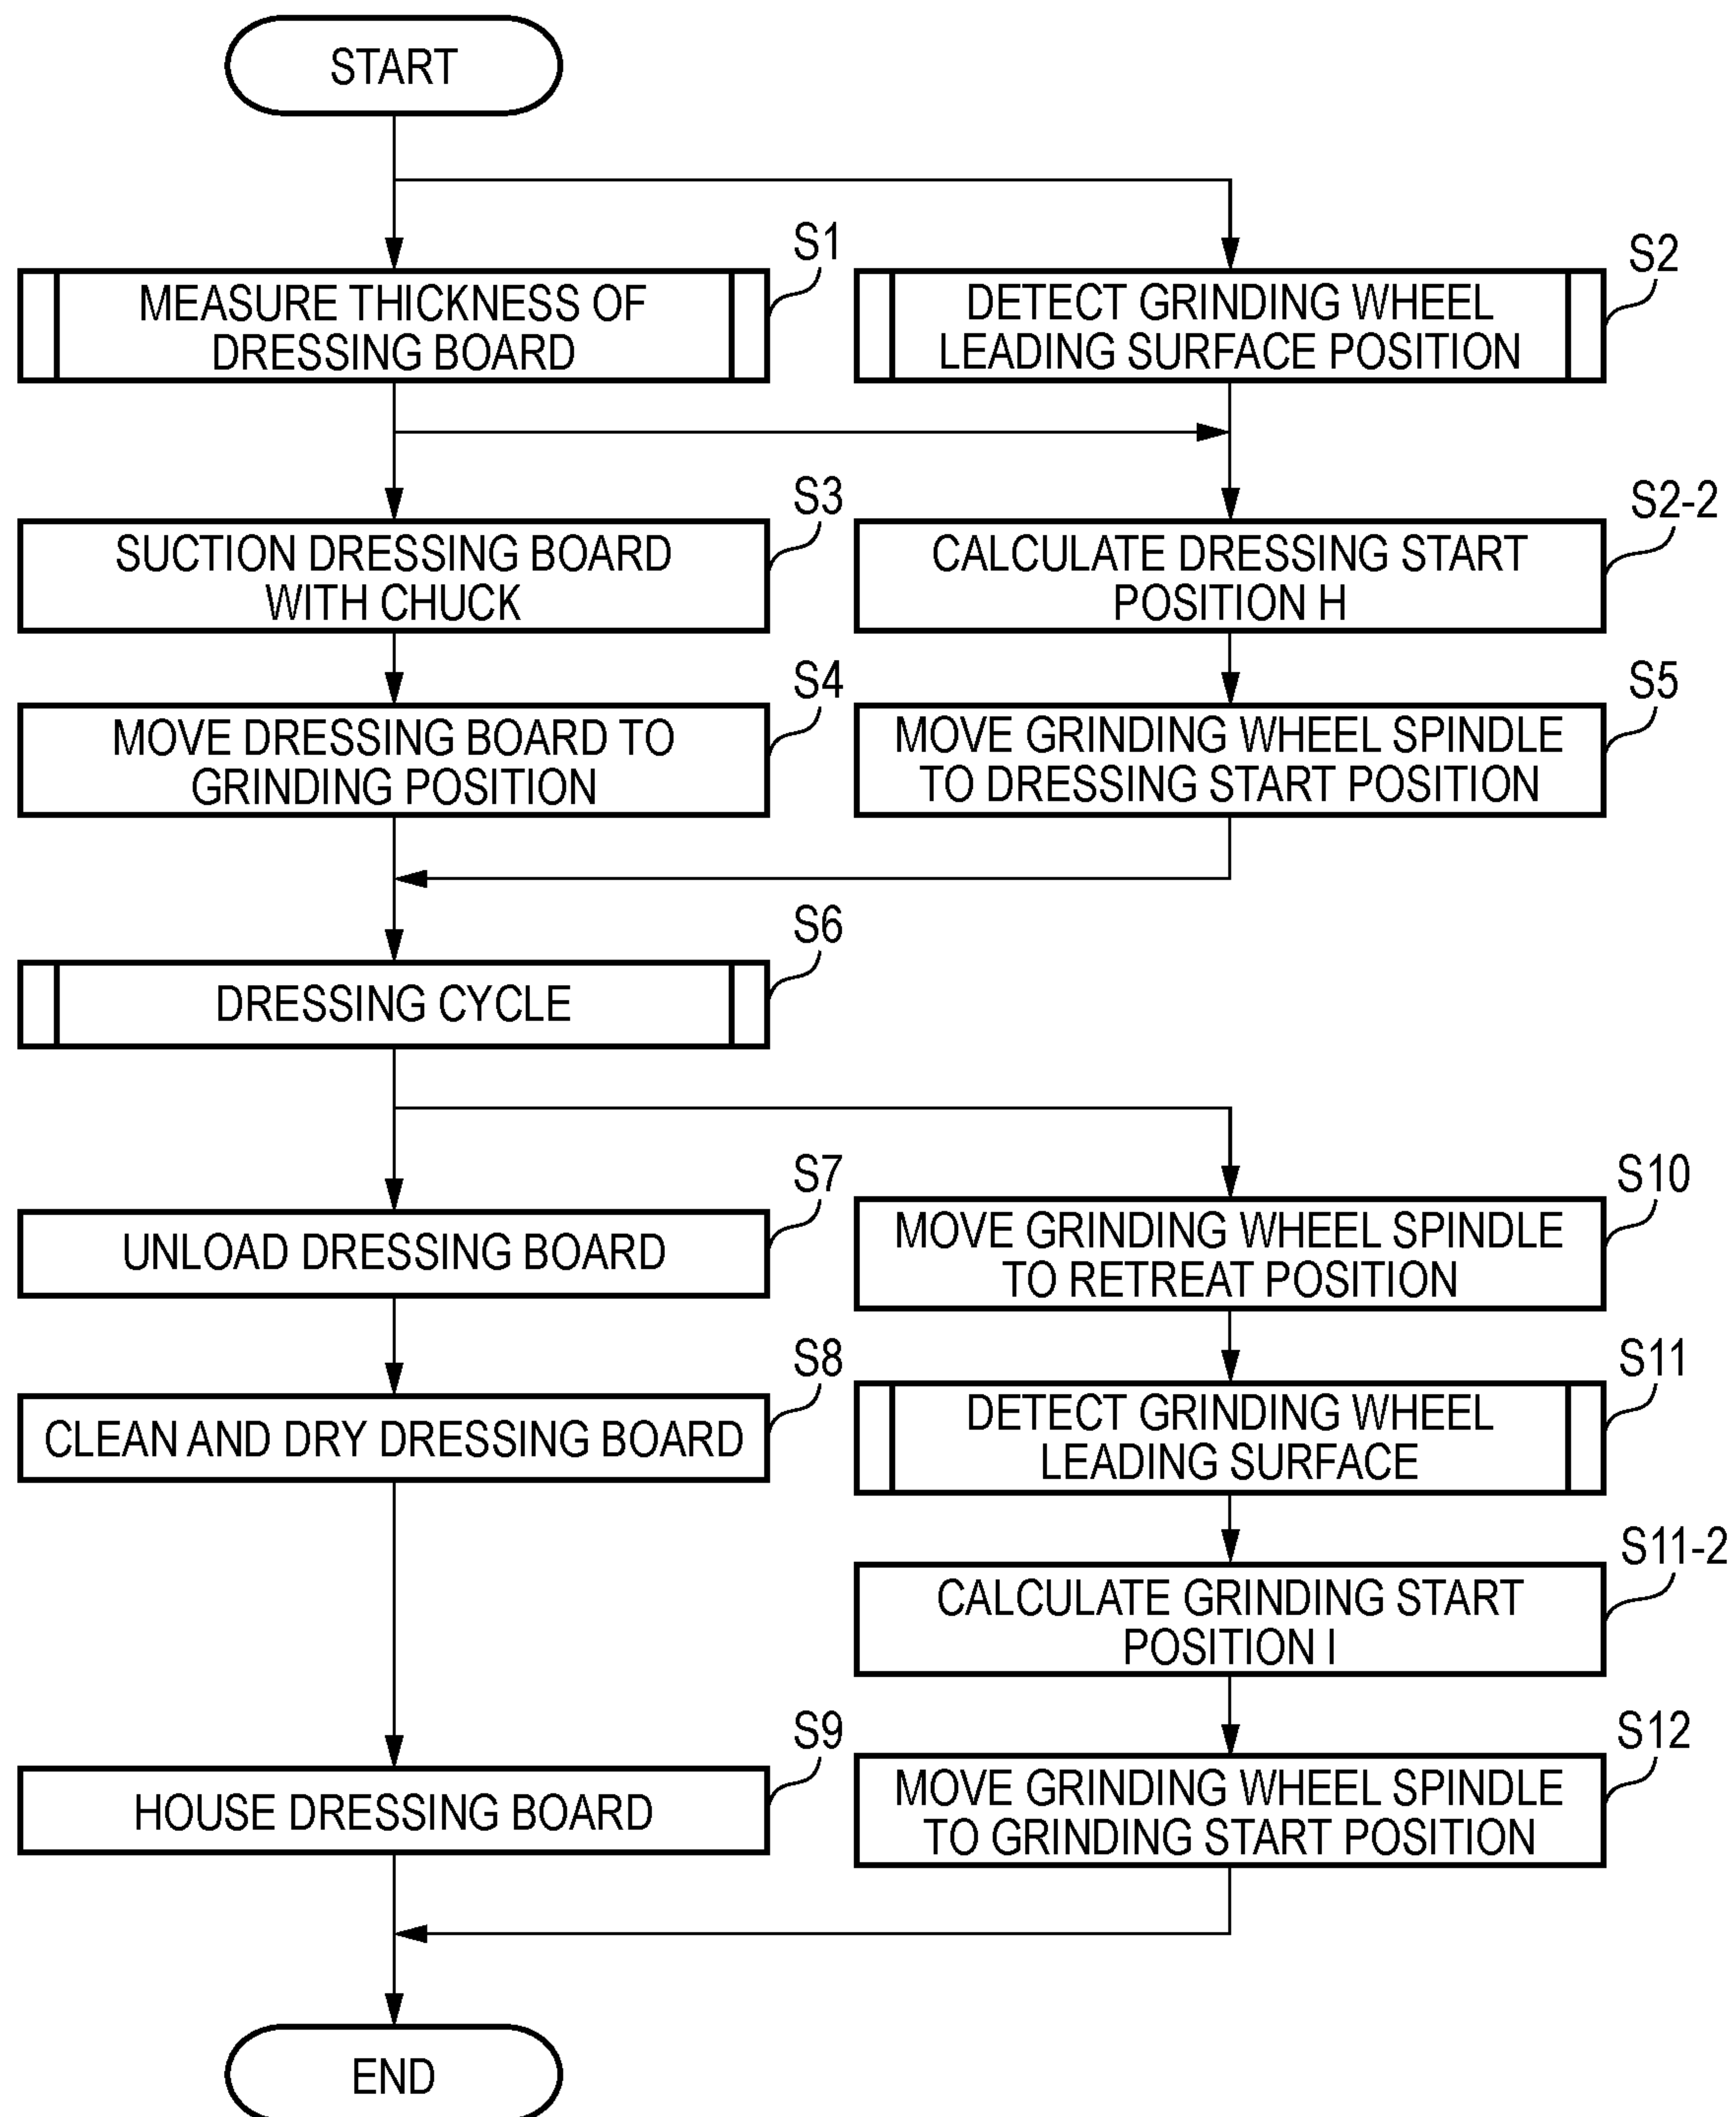 START
S1
MEASURE THICKNESS OF
DRESSING BOARD
S2
DETECT GRINDING WHEEL
LEADING SURFACE POSITION
S3
SUCTION DRESSING BOARD
WITH CHUCK
S2-2
CALCULATE DRESSING START
POSITION H
S4
MOVE DRESSING BOARD TO
GRINDING POSITION
S5
MOVE GRINDING WHEEL SPINDLE
TO DRESSING START POSITION
S6
DRESSING CYCLE
S7
UNLOAD DRESSING BOARD
S10
MOVE GRINDING WHEEL SPINDLE
TO RETREAT POSITION
S8
CLEAN AND DRY DRESSING BOARD
S11
DETECT GRINDING WHEEL
LEADING SURFACE
S11-2
CALCULATE GRINDING START
POSITION I
S9
HOUSE DRESSING BOARD
S12
MOVE GRINDING WHEEL SPINDLE
TO GRINDING START POSITION
END